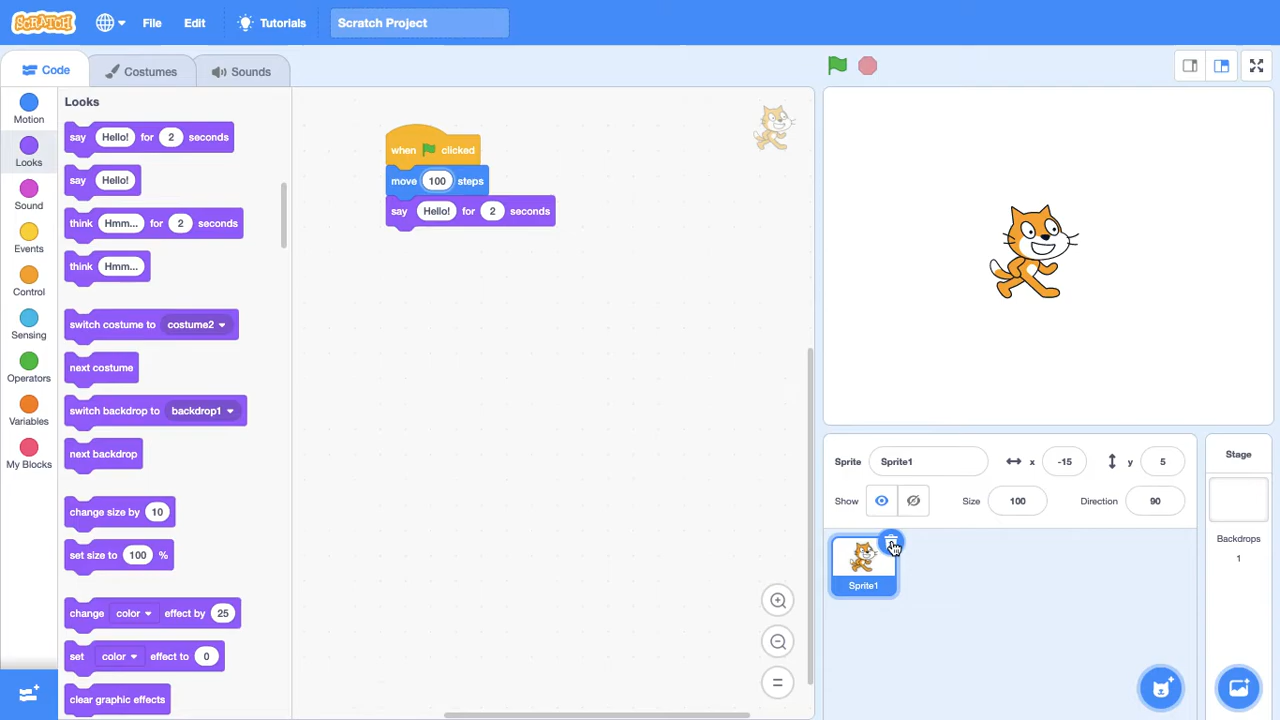 SCRATCH File Edit Tutorials Scratch Project
Code Costumes Sounds
Motion
Looks
Sound
Events
Control
Sensing
Operators
Variables
My Blocks
Looks
say Hello! for 2 seconds
say Hello!
think Hmm... for 2 seconds
think Hmm...
switch costume to costume2
next costume
switch backdrop to backdrop1
next backdrop
change size by 10
set size to 100 %
change color effect by 25
set color effect to 0
clear graphic effects
when clicked
move 100 steps
say Hello! for 2 seconds
Sprite Sprite1 x -15 y 5
Show Size 100 Direction 90
Sprite1
Stage
Backdrops
1